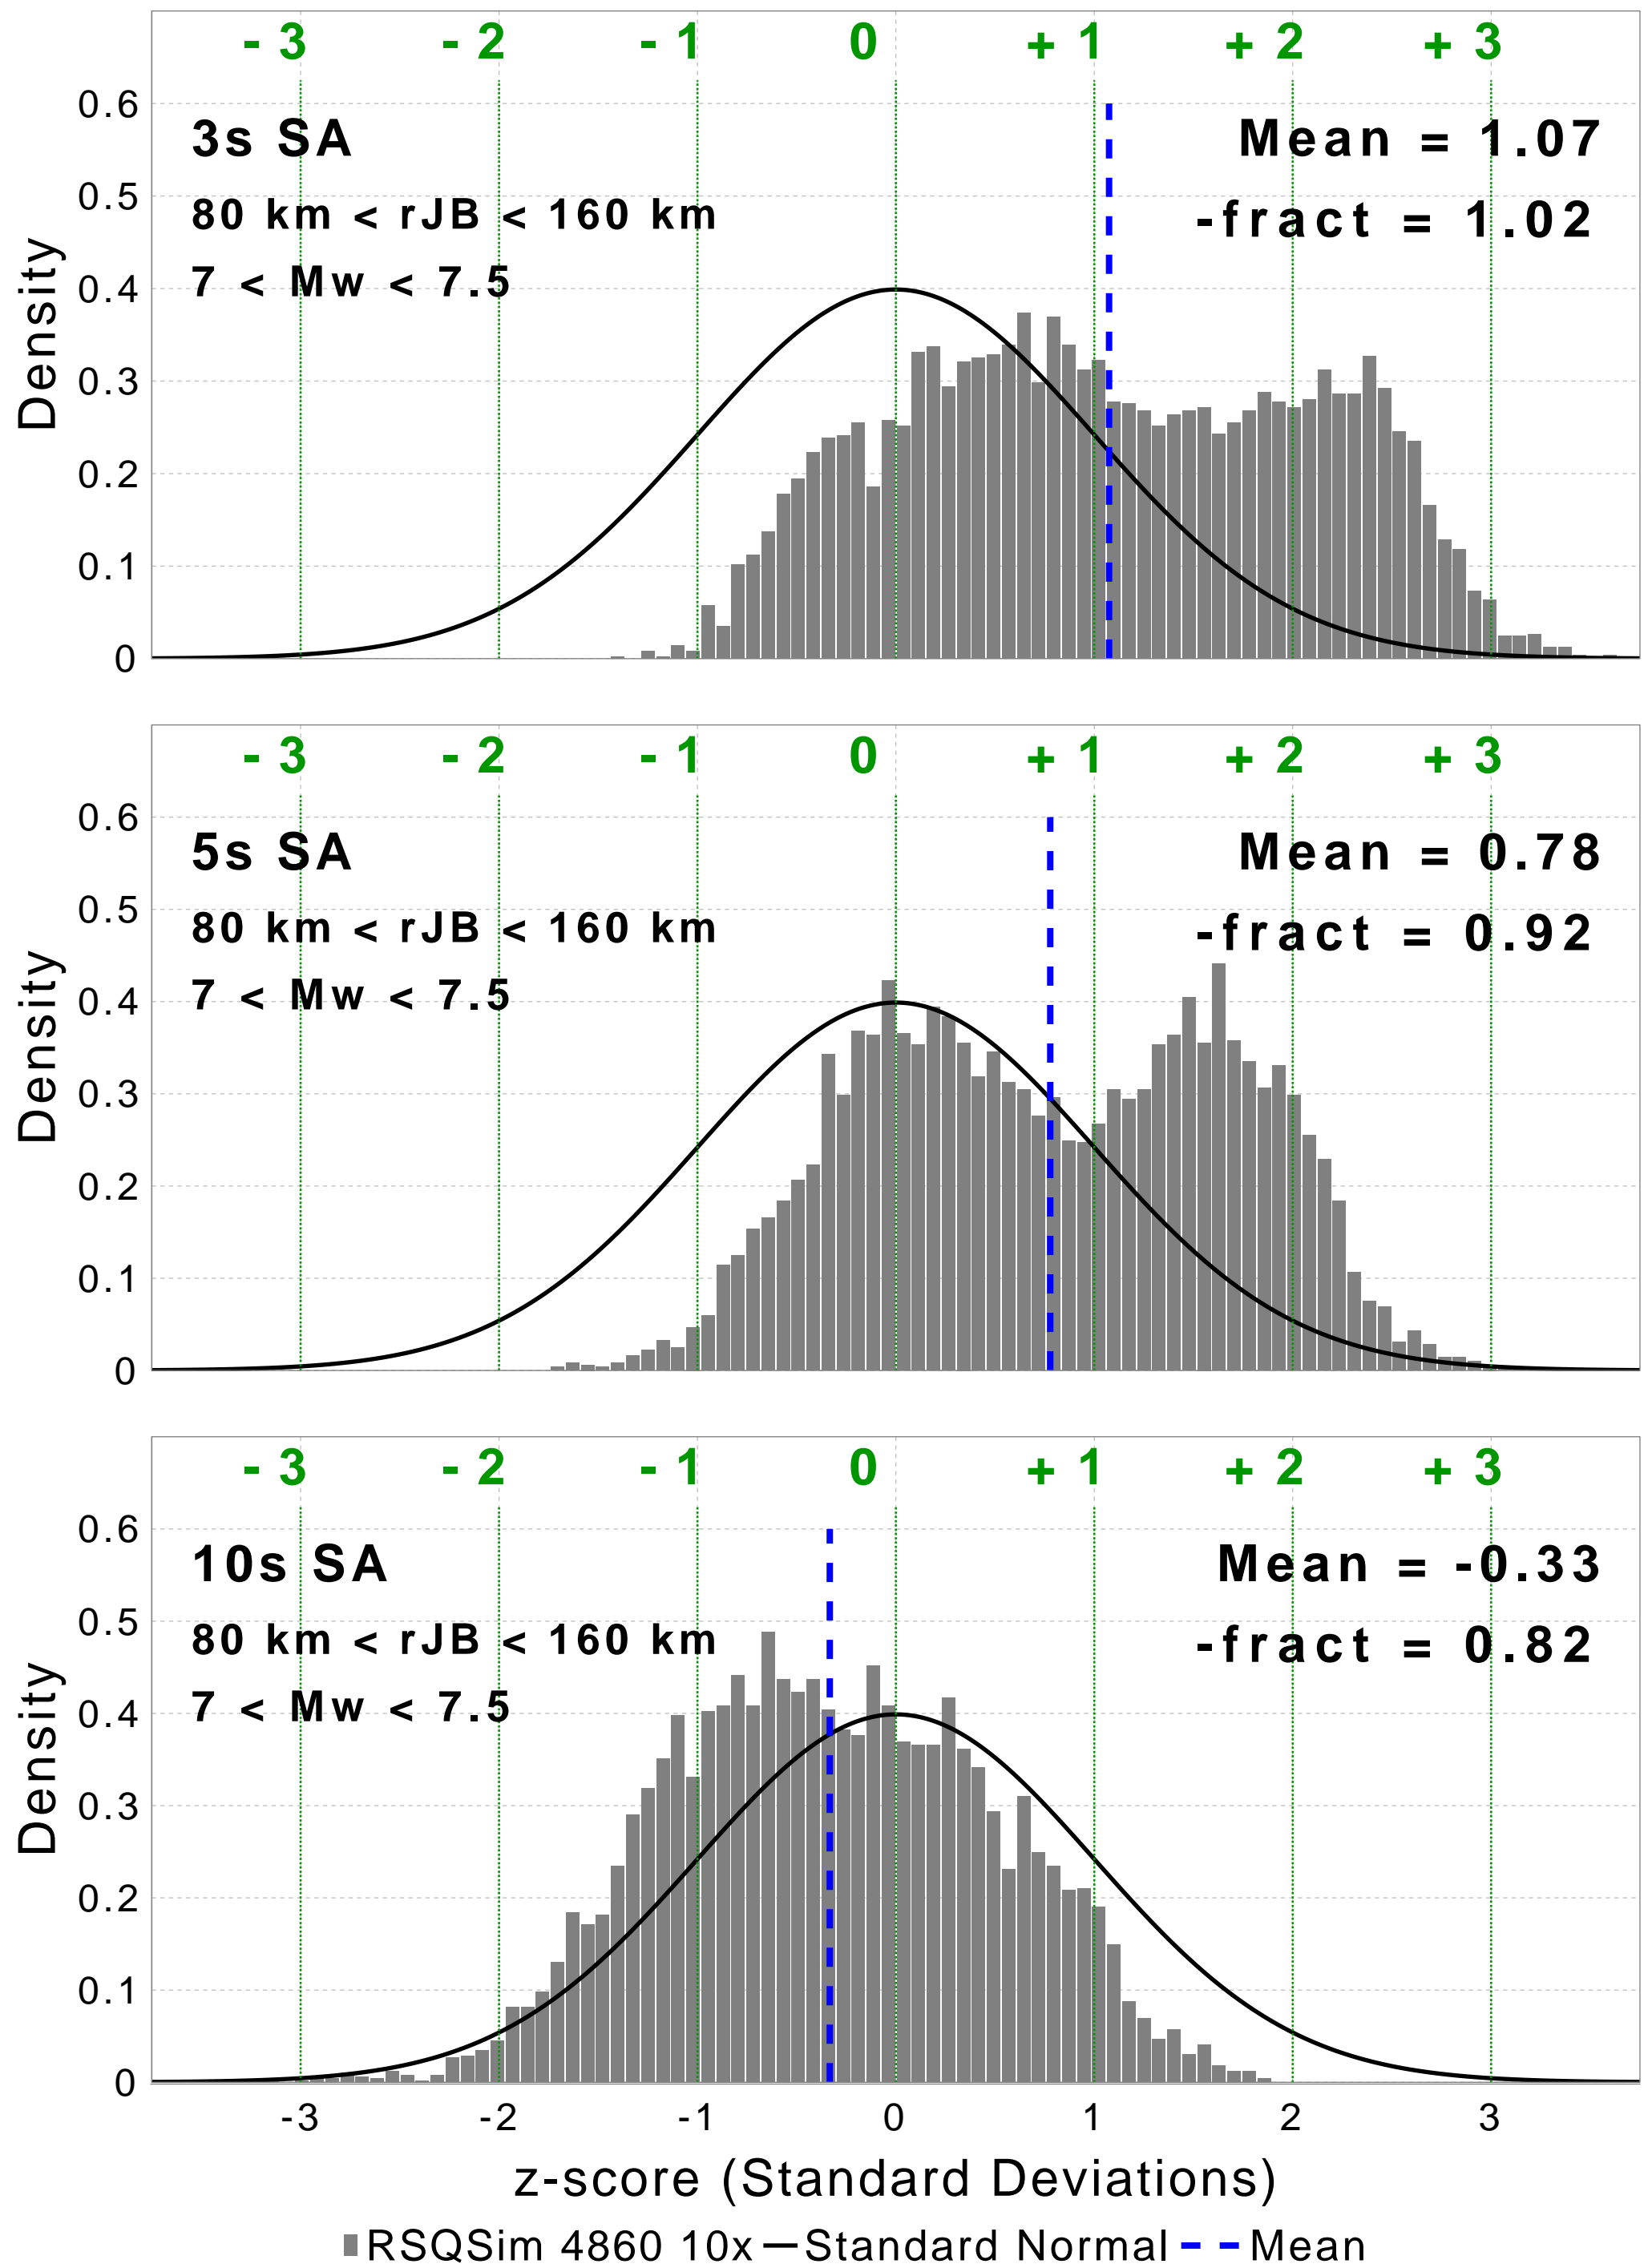 - 3 - 2 - 1 0 + 1 + 2 + 3
0.6
3s SA Mean = 1.07
0.5
80 km < rJB < 160 km -fract = 1.02
7 < Mw < 7.5
0.4
Density
0.3
0.2
0.1
0
- 3 - 2 - 1 0 + 1 + 2 + 3
0.6
5s SA Mean = 0.78
0.5
80 km < rJB < 160 km -fract = 0.92
7 < Mw < 7.5
0.4
Density
0.3
0.2
0.1
0
- 3 - 2 - 1 0 + 1 + 2 + 3
0.6
10s SA Mean = -0.33
0.5
80 km < rJB < 160 km -fract = 0.82
7 < Mw < 7.5
0.4
Density
0.3
0.2
0.1
0
-3 -2 -1 0 1 2 3
z-score (Standard Deviations)
RSQSim 4860 10x Standard Normal Mean